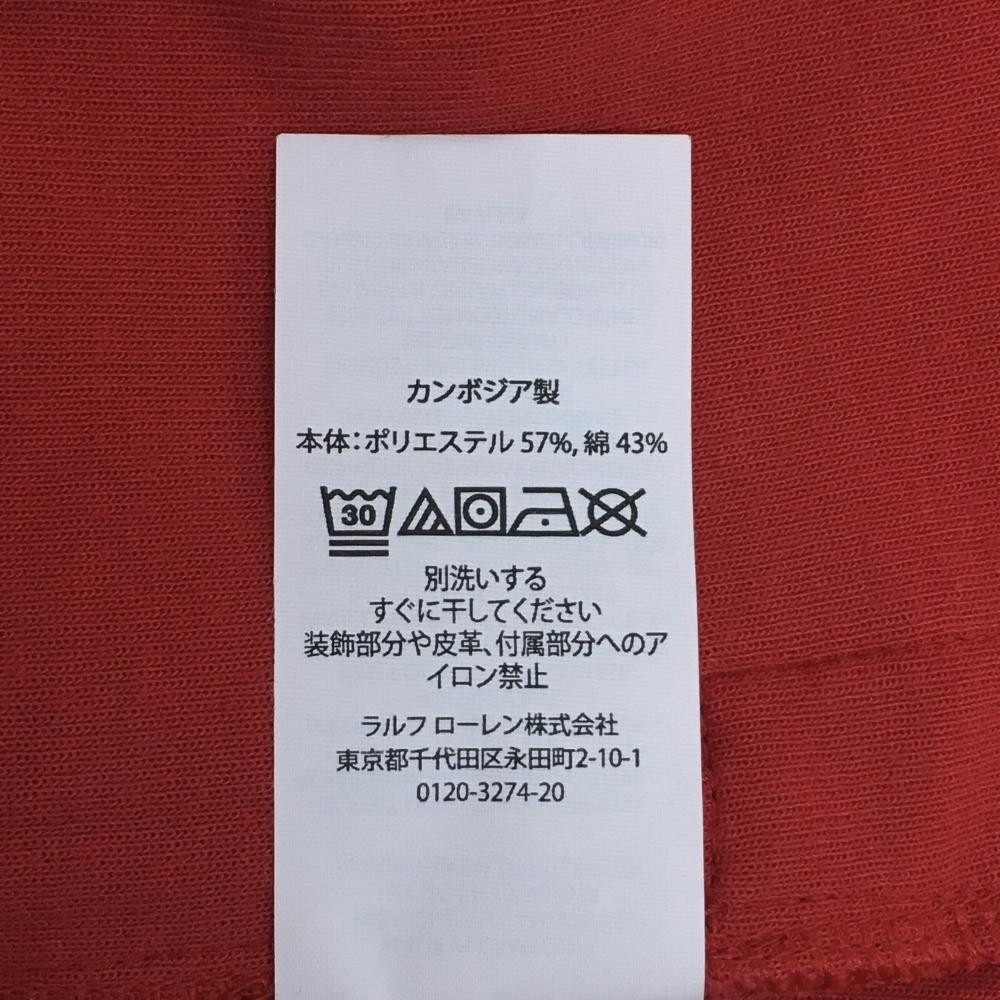 カンボジア製
本体：ポリエステル 57%, 綿 43%
30
別洗いする
すぐに干してください
装飾部分や皮革、付属部分へのア
イロン禁止
ラルフ ローレン株式会社
東京都千代田区永田町2-10-1
0120-3274-20